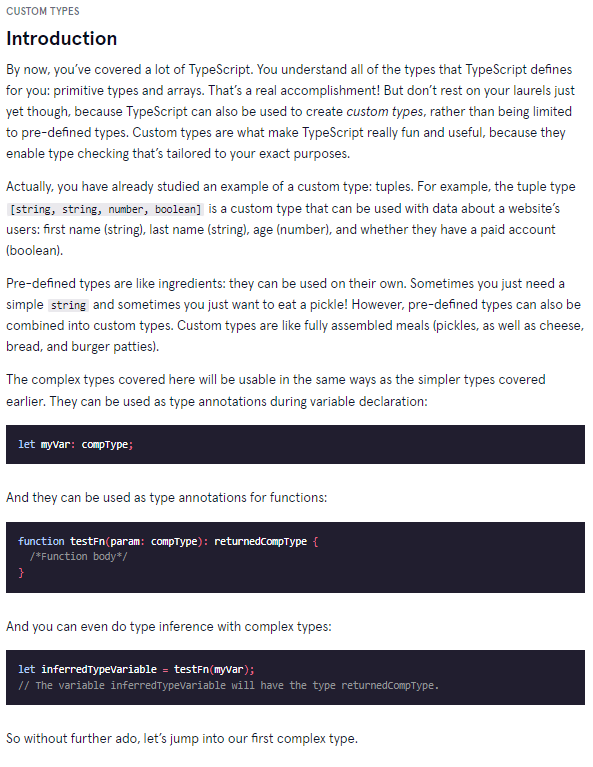 CUSTOM TYPES
Introduction
By now, you’ve covered a lot of TypeScript. You understand all of the types that TypeScript defines
for you: primitive types and arrays. That’s a real accomplishment! But don’t rest on your laurels just
yet though, because TypeScript can also be used to create custom types, rather than being limited
to pre-defined types. Custom types are what make TypeScript really fun and useful, because they
enable type checking that’s tailored to your exact purposes.
Actually, you have already studied an example of a custom type: tuples. For example, the tuple type
[string, string, number, boolean] is a custom type that can be used with data about a website’s
users: first name (string), last name (string), age (number), and whether they have a paid account
(boolean).
Pre-defined types are like ingredients: they can be used on their own. Sometimes you just need a
simple string and sometimes you just want to eat a pickle! However, pre-defined types can also be
combined into custom types. Custom types are like fully assembled meals (pickles, as well as cheese,
bread, and burger patties).
The complex types covered here will be usable in the same ways as the simpler types covered
earlier. They can be used as type annotations during variable declaration:
let myVar: compType;
And they can be used as type annotations for functions:
function testFn(param: compType): returnedCompType {
/*Function body*/
}
And you can even do type inference with complex types:
let inferredTypeVariable = testFn(myVar);
// The variable inferredTypeVariable will have the type returnedCompType.
So without further ado, let’s jump into our first complex type.